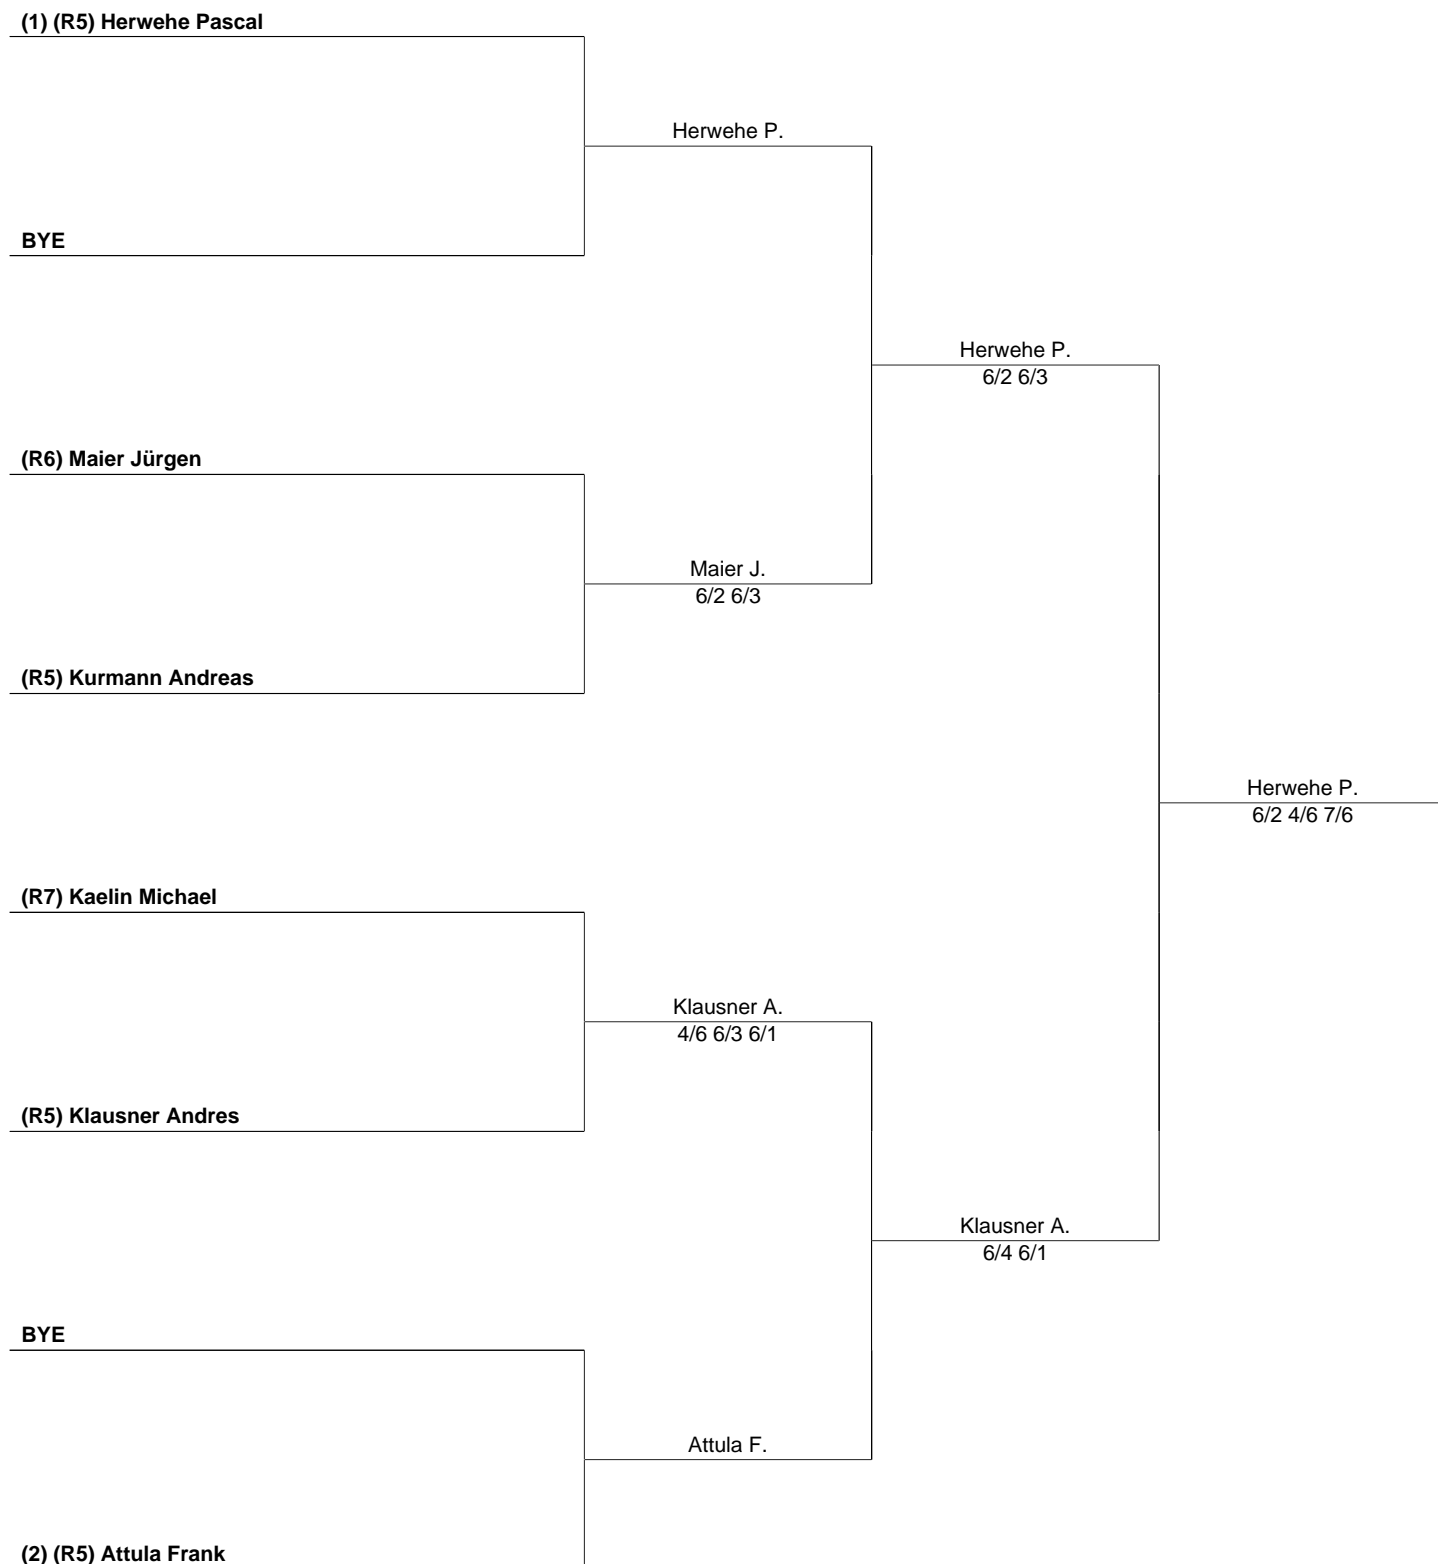 (1) (R5) Herwehe Pascal
Herwehe P.
BYE
Herwehe P.
6/2 6/3
(R6) Maier Jürgen
Maier J.
6/2 6/3
(R5) Kurmann Andreas
Herwehe P.
6/2 4/6 7/6
(R7) Kaelin Michael
Klausner A.
4/6 6/3 6/1
(R5) Klausner Andres
Klausner A.
6/4 6/1
BYE
Attula F.
(2) (R5) Attula Frank